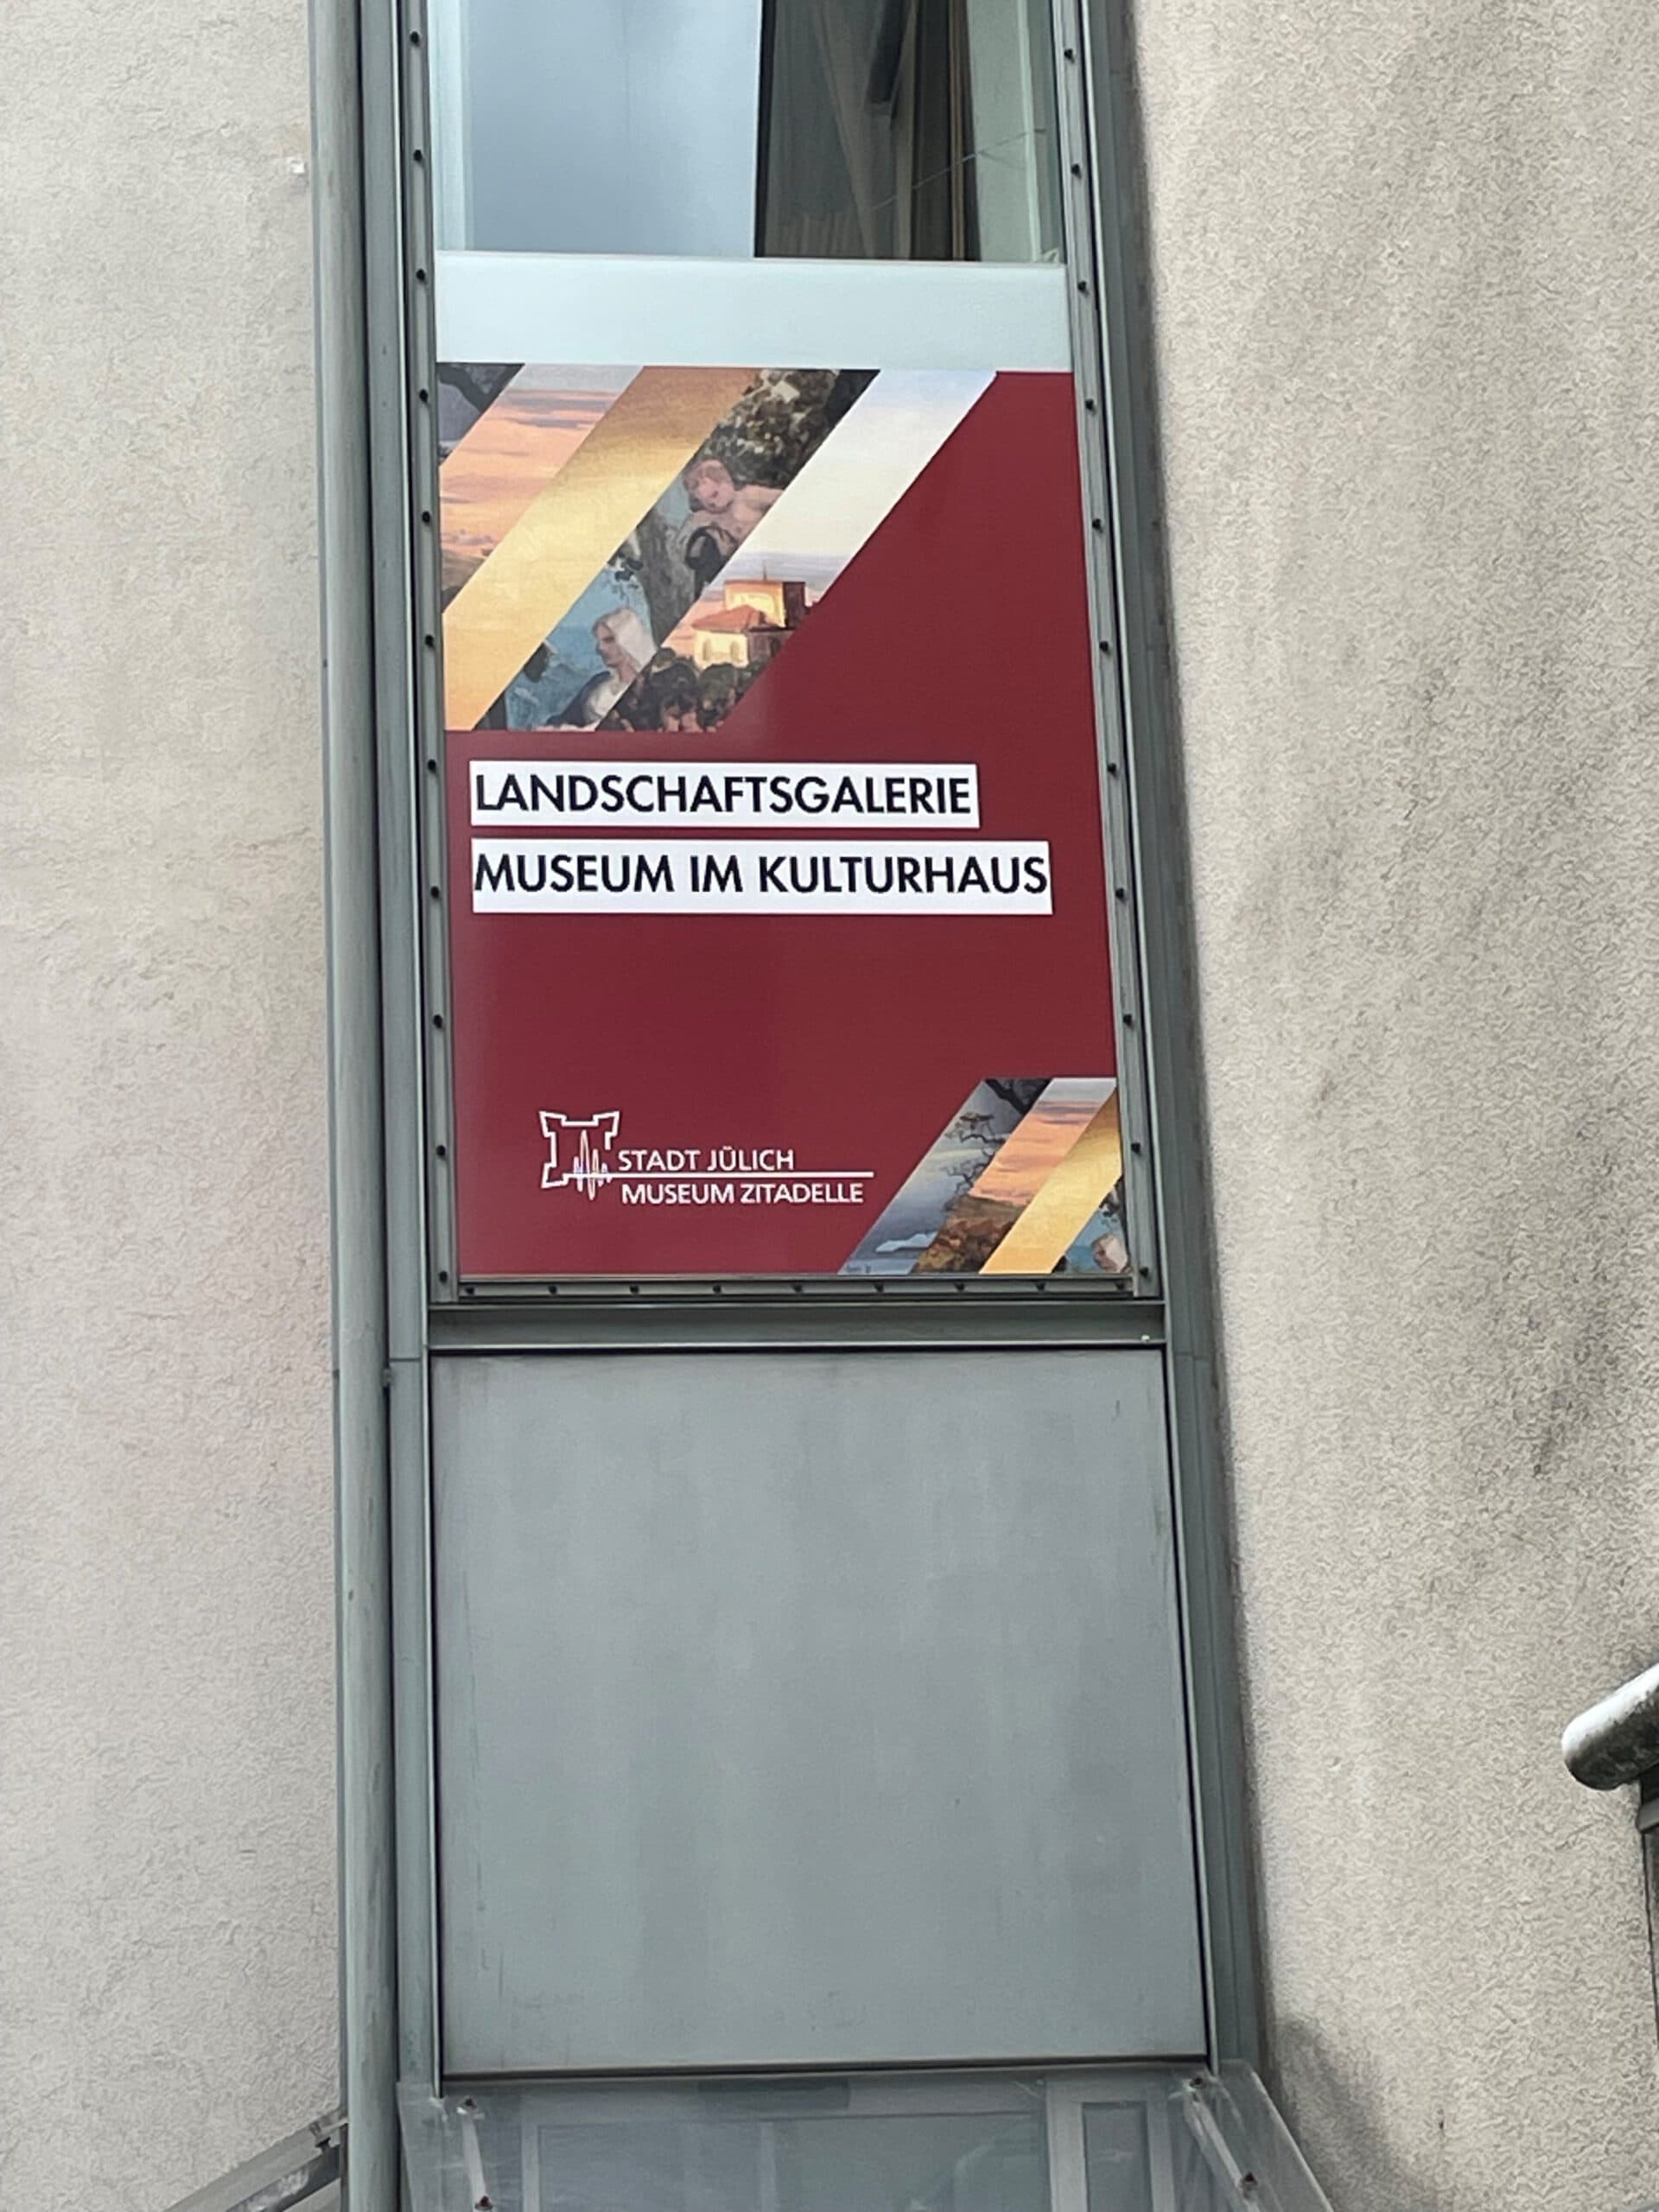 LANDSCHAFTSGALERIE
MUSEUM IM KULTURHAUS
STADT JÜLICH
MUSEUM ZITADELLE